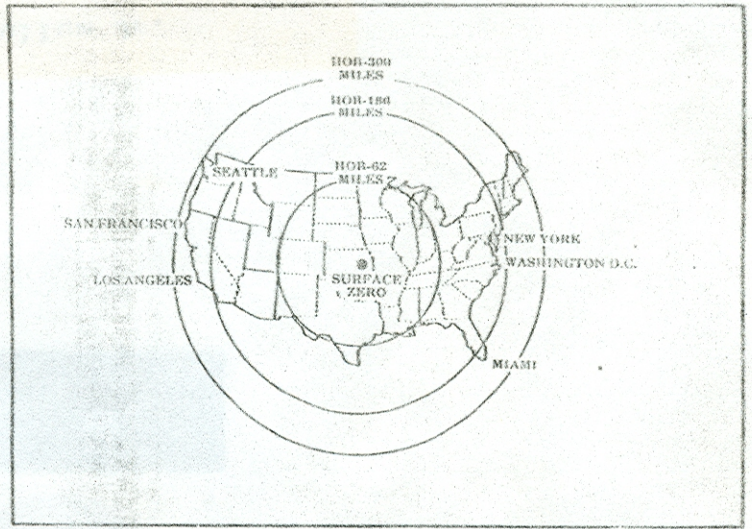 HOB-300
MILES
HOB-186
MILES
HOB-62
MILES
SEATTLE
SAN FRANCISCO
NEW YORK
WASHINGTON D.C.
LOS ANGELES
SURFACE
ZERO
MIAMI